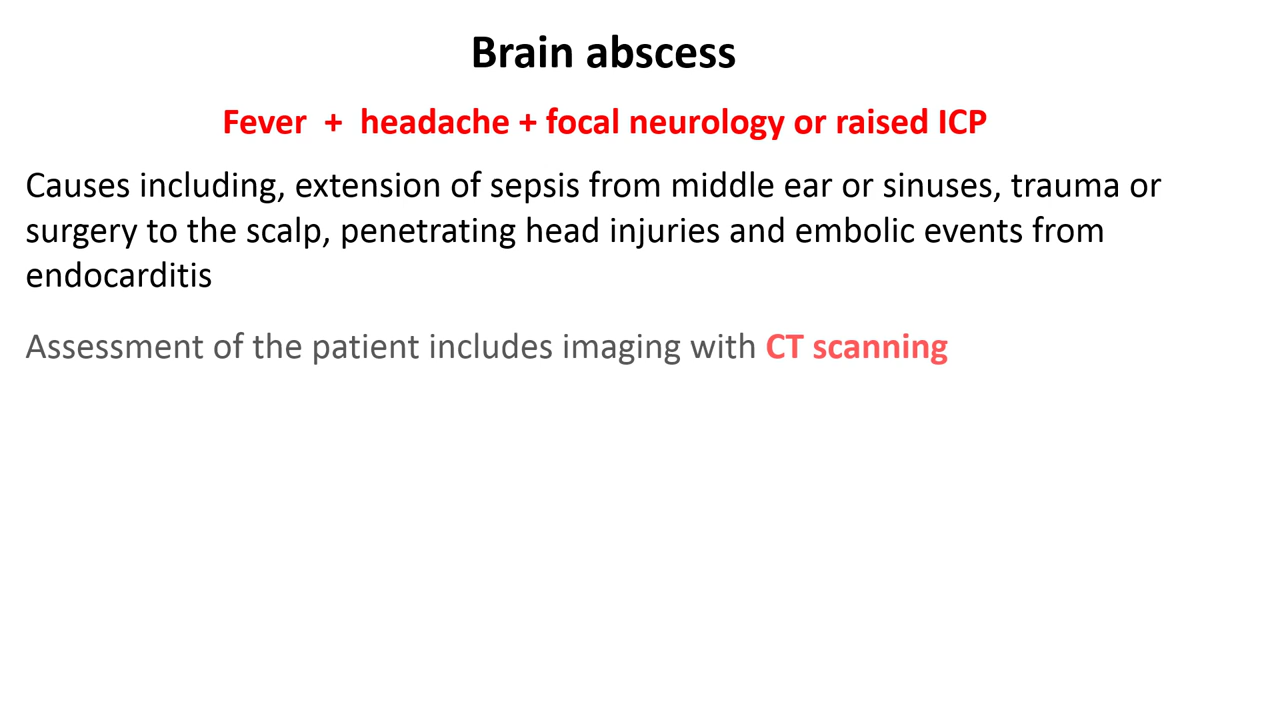 Brain abscess
Fever + headache + focal neurology or raised ICP
Causes including, extension of sepsis from middle ear or sinuses, trauma or
surgery to the scalp, penetrating head injuries and embolic events from
endocarditis
Assessment of the patient includes imaging with CT scanning